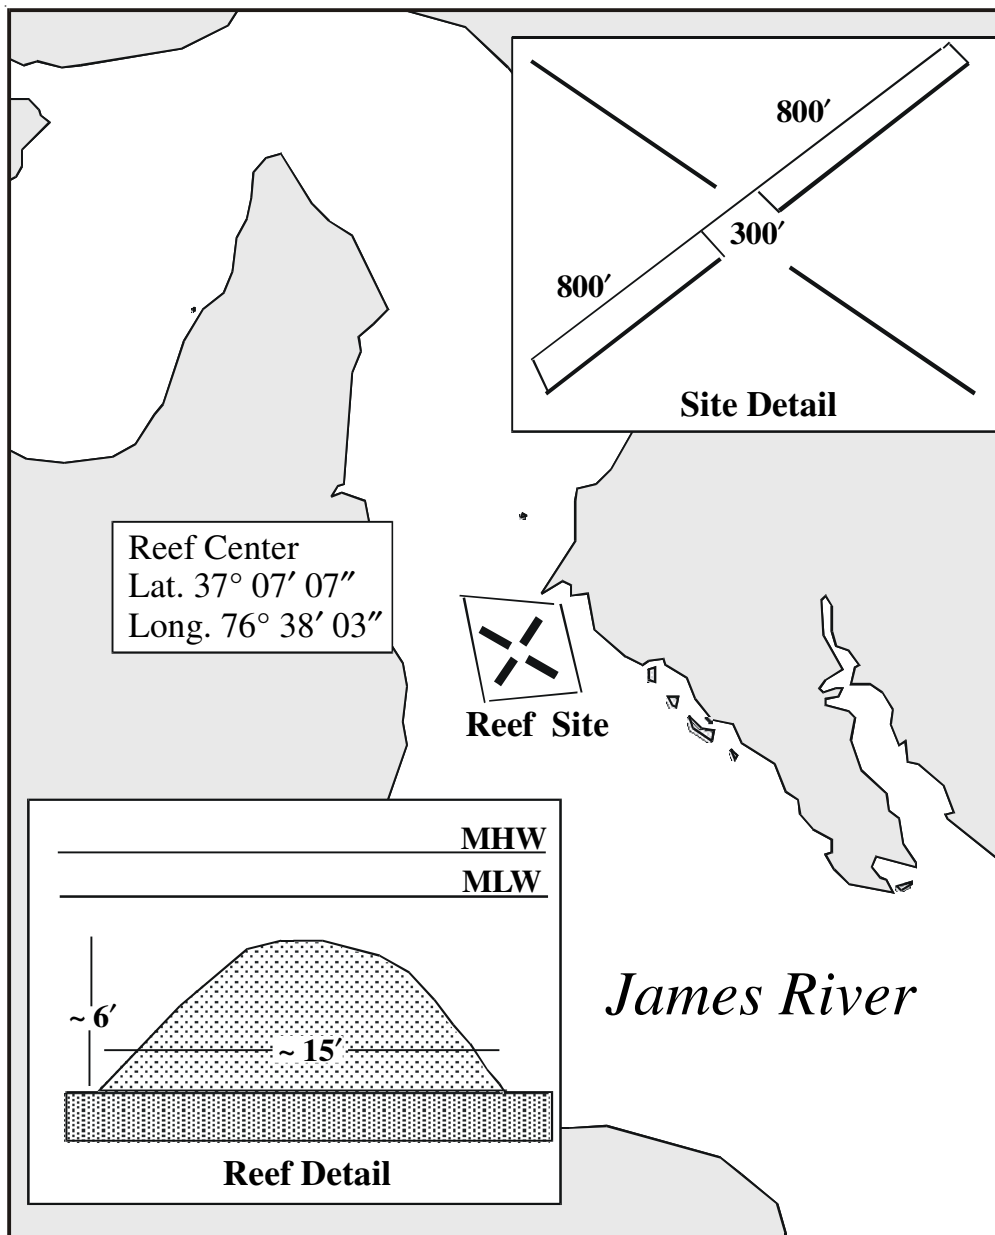 800′
300′
800′
Site Detail
Reef Center
Lat. 37° 07′ 07″
Long. 76° 38′ 03″
Reef Site
MHW
MLW
~ 6′
~ 15′
Reef Detail
James River